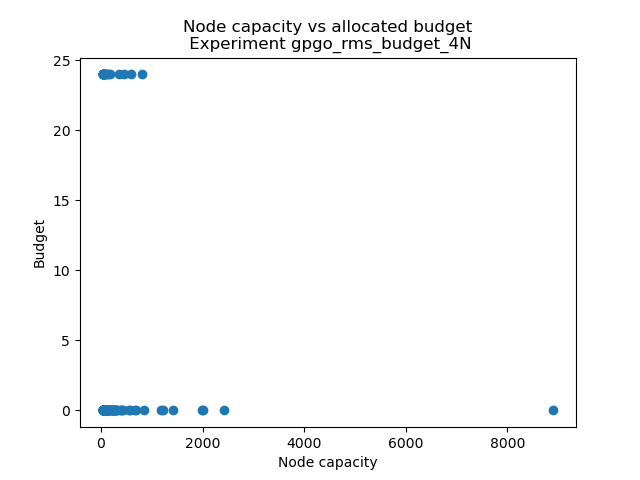 Node capacity vs allocated budget
Experiment gpgo_rms_budget_4N
25
20
15
10
5
0
Budget
0 2000 4000 6000 8000
Node capacity